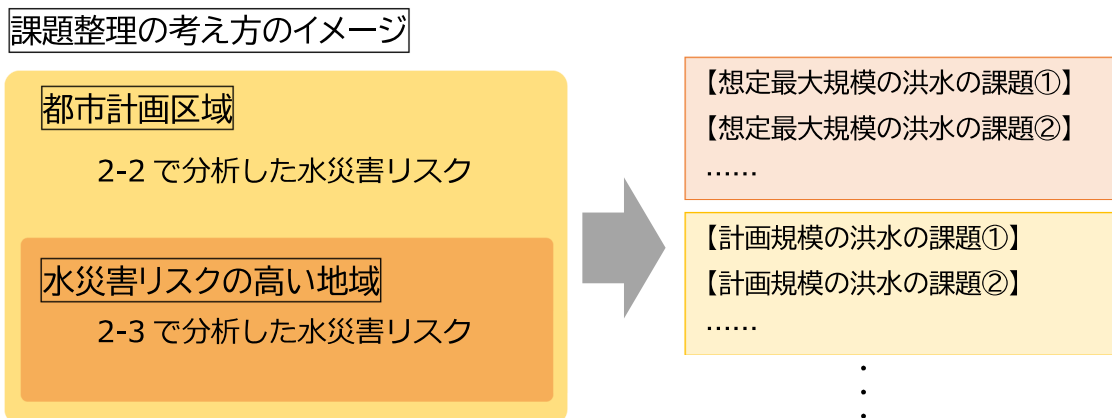 課題整理の考え方のイメージ
都市計画区域
2-2 で分析した水災害リスク
水災害リスクの高い地域
2-3 で分析した水災害リスク
【想定最大規模の洪水の課題①】
【想定最大規模の洪水の課題②】
……
【計画規模の洪水の課題①】
【計画規模の洪水の課題②】
……
・
・
・